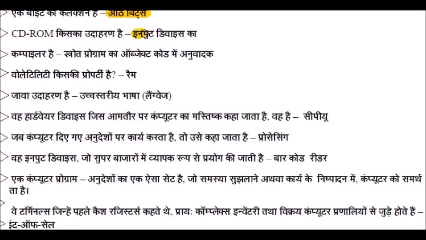 एक बाइट का कलेक्शन है – आठ बिट्स
CD-ROM किसका उदाहरण है – इनपुट डिवाइस का
कम्पाइलर है – स्त्रोत प्रोग्राम का ऑब्जेक्ट कोड में अनुवादक
वोलेटिलिटी किसकी प्रोपर्टी है? – रैम
जावा उदाहरण है – उच्चस्तरीय भाषा (लैंग्वेज)
वह हार्डवेयर डिवाइस जिसे आमतौर पर कंप्यूटर का मस्तिष्क कहा जाता है, वह है – सीपीयू
जब कंप्यूटर दिए गए अनुदेशों पर कार्य करता है, तो उसे कहा जाता है – प्रोसेसिंग
वह इनपुट डिवाइस, जो सुपर बाजारों में व्यापक रूप से प्रयोग की जाती है – बार कोड रीडर
एक कंप्यूटर प्रोग्राम – अनुदेशों का एक ऐसा सेट है, जो समस्या सुझलाने अथवा कार्य के निष्पादन में, कंप्यूटर को समर्थ
ता है।
वे टर्मिनल्स जिन्हें पहले कैश रजिस्टर्स कहते थे, प्रायः कॉम्प्लेक्स इन्वेंटरी तथा विक्रय कंप्यूटर प्रणालियों से जुड़े होते हैं –
इंट-ऑफ-सेल